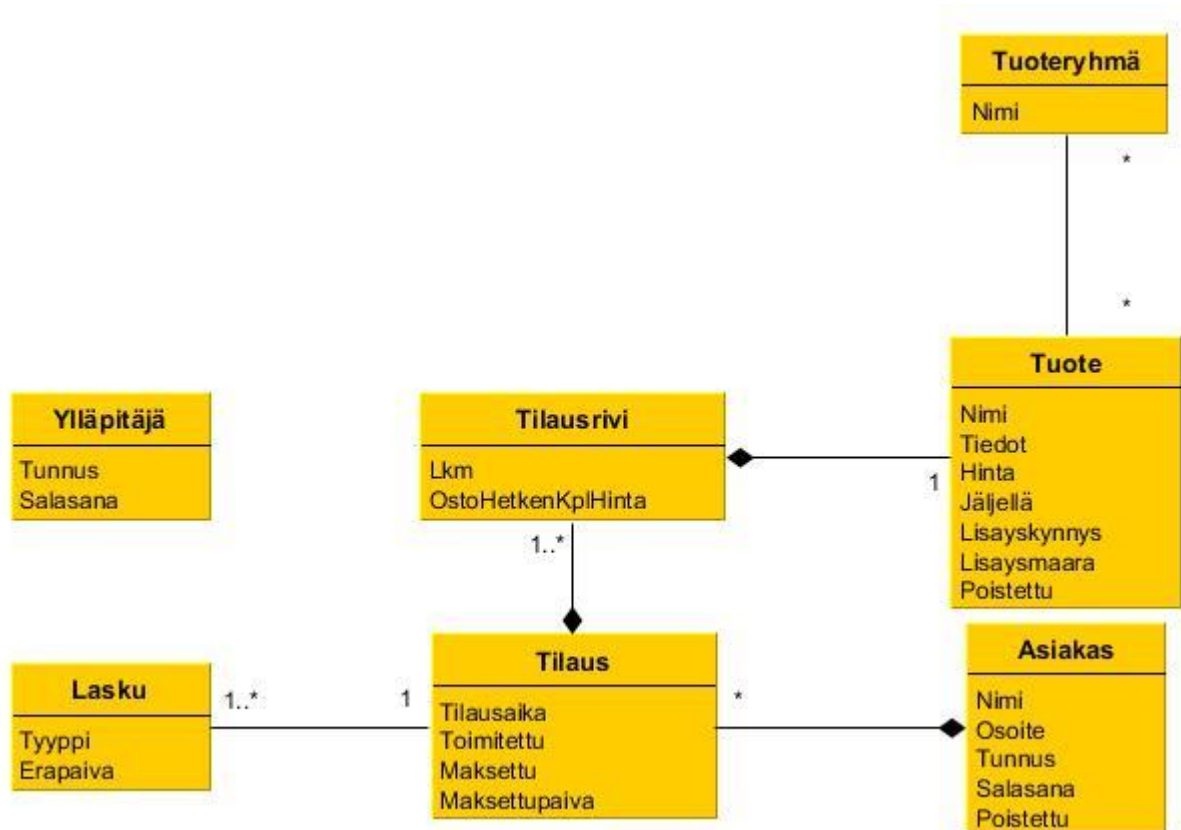 Tuoteryhmä
Nimi
*
*
Tuote
Nimi
Tiedot
Hinta
Jäljellä
Lisayskynnys
Lisaysmaara
Poistettu
Ylläpitäjä
Tunnus
Salasana
Tilausrivi
Lkm
OstoHetkenKplHinta
1
1..*
Lasku
Tyyppi
Erapaiva
1..*
1
Tilaus
Tilausaika
Toimitettu
Maksettu
Maksettupaiva
*
Asiakas
Nimi
Osoite
Tunnus
Salasana
Poistettu